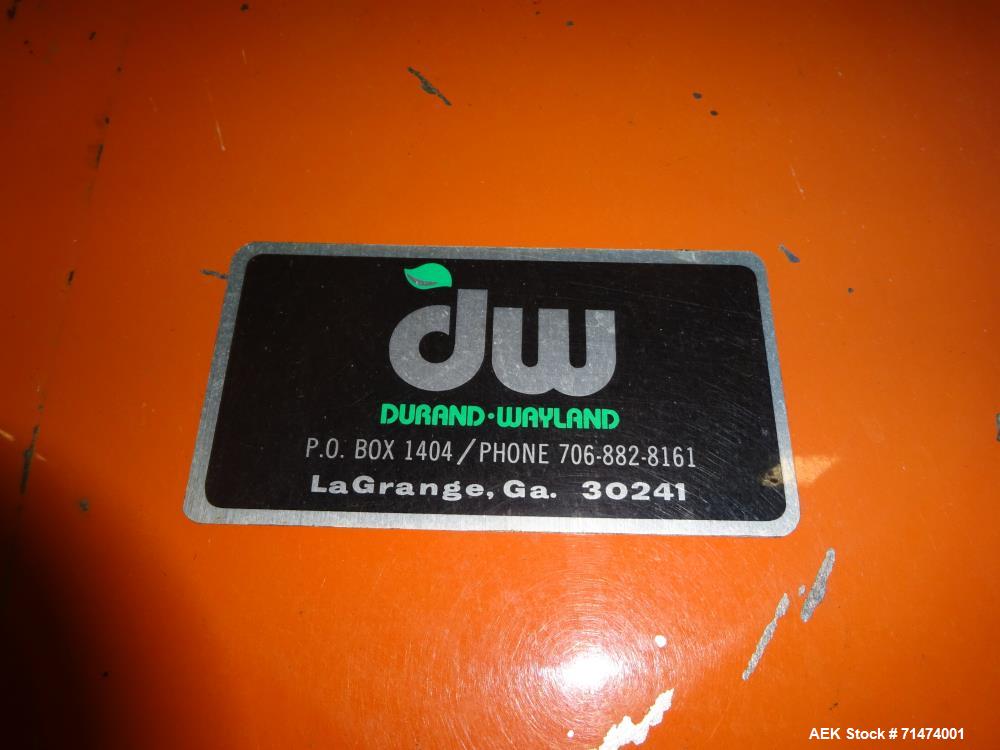 dw
DURAND·WAYLAND
P.O. BOX 1404/PHONE 706-882-8161
LaGrange, Ga. 30241
AEK Stock #71474001